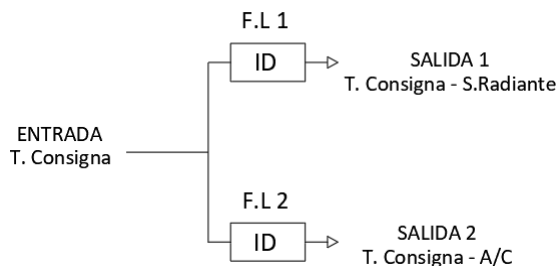 F.L 1
ID
SALIDA 1
T. Consigna - S.Radiante
ENTRADA
T. Consigna
F.L 2
ID
SALIDA 2
T. Consigna - A/C